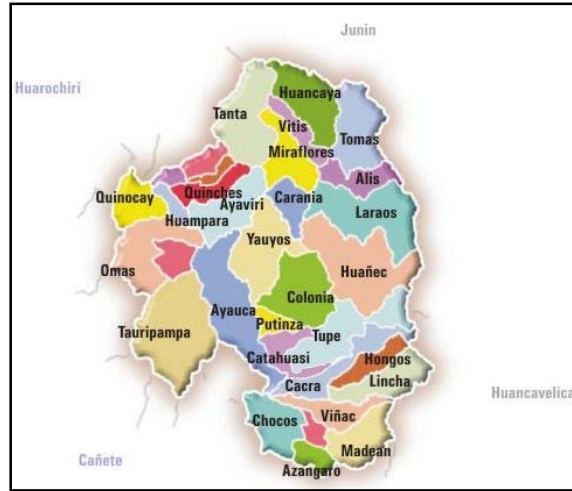 Junin
Huarochiri
Huancaya
Tanta
Vitis
Tomas
Miraflores
Alis
Quinocay
Quinches
Carania
Ayaviri
Laraos
Huampara
Yauyos
Omas
Huañec
Colonia
Ayauca
Tauripampa
Putinza
Tupe
Catahuasi
Hongos
Cacra
Lincha
Huancavelica
Chocos
Viñac
Madean
Cañete
Azangaro